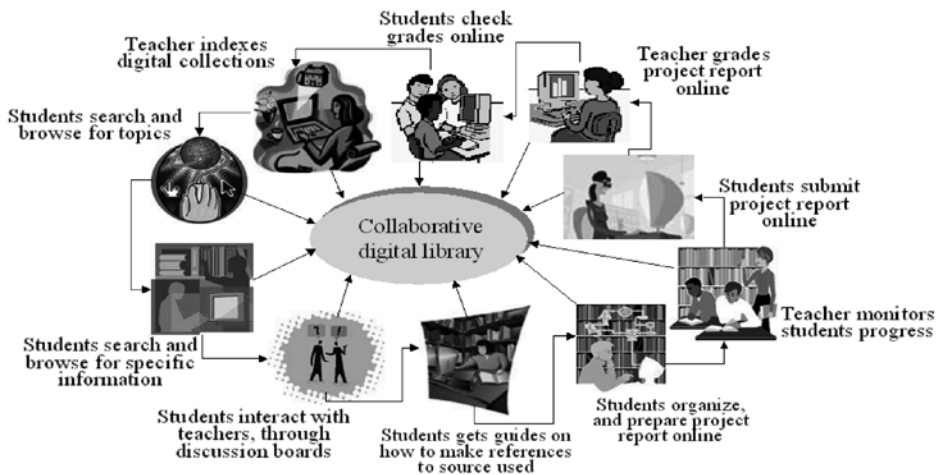 Students check
grades online
Teacher indexes
digital collections
Teacher grades
project report
online
Students search and
browse for topics
Students submit
project report
online
Collaborative
digital library
Teacher monitors
students progress
Students search and
browse for specific
information
Students interact with
teachers, through
discussion boards
Students gets guides on
how to make references
to source used
Students organize,
and prepare project
report online